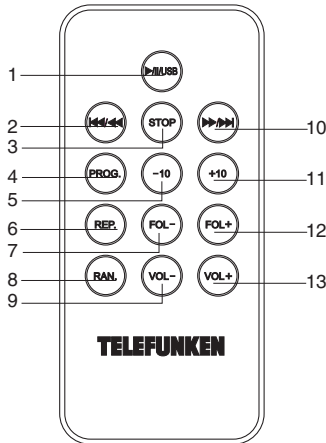 1 ▶/II/USB
2 I◀◀/◀◀ STOP ▶▶/▶▶I 10
3
4 PROG. −10 +10 11
5
6 REP. FOL− FOL+ 12
7
8 RAN. VOL− VOL+ 13
9
TELEFUNKEN